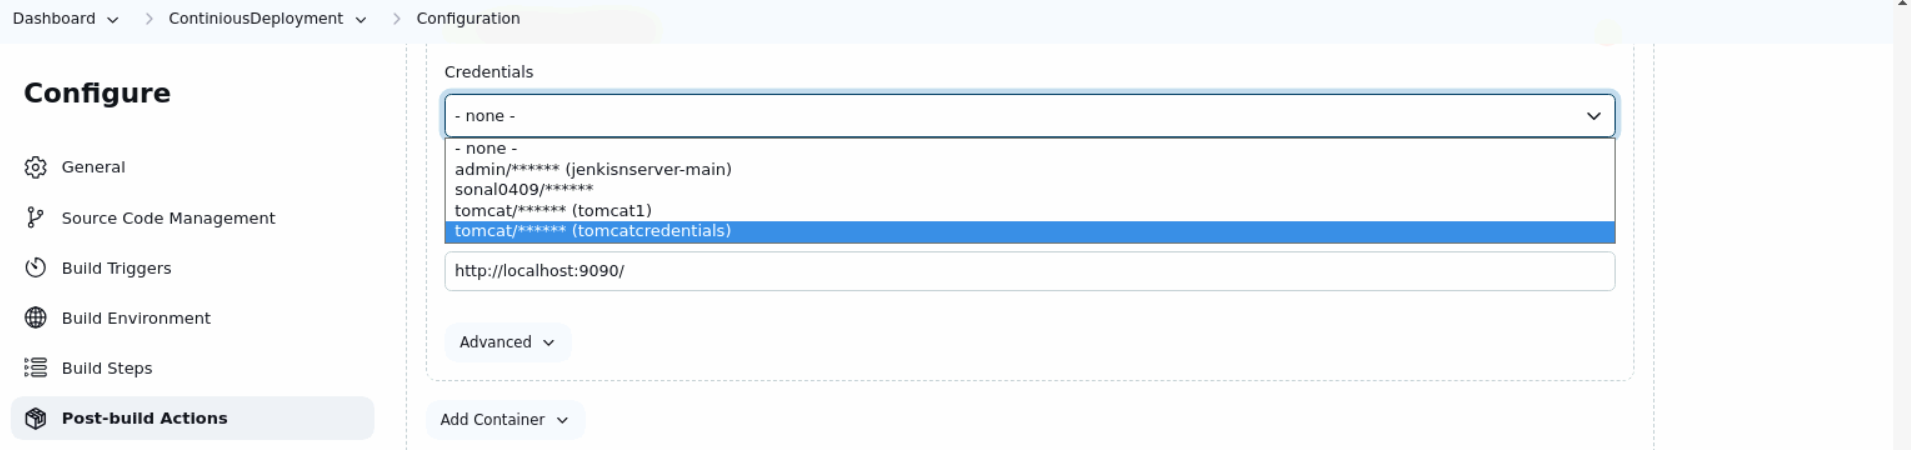 Dashboard ContiniousDeployment Configuration
Configure
General
Source Code Management
Build Triggers
Build Environment
Build Steps
Post-build Actions
Credentials
- none -
- none -
admin/****** (jenkisnserver-main)
sonal0409/******
tomcat/****** (tomcat1)
tomcat/****** (tomcatcredentials)
http://localhost:9090/
Advanced
Add Container